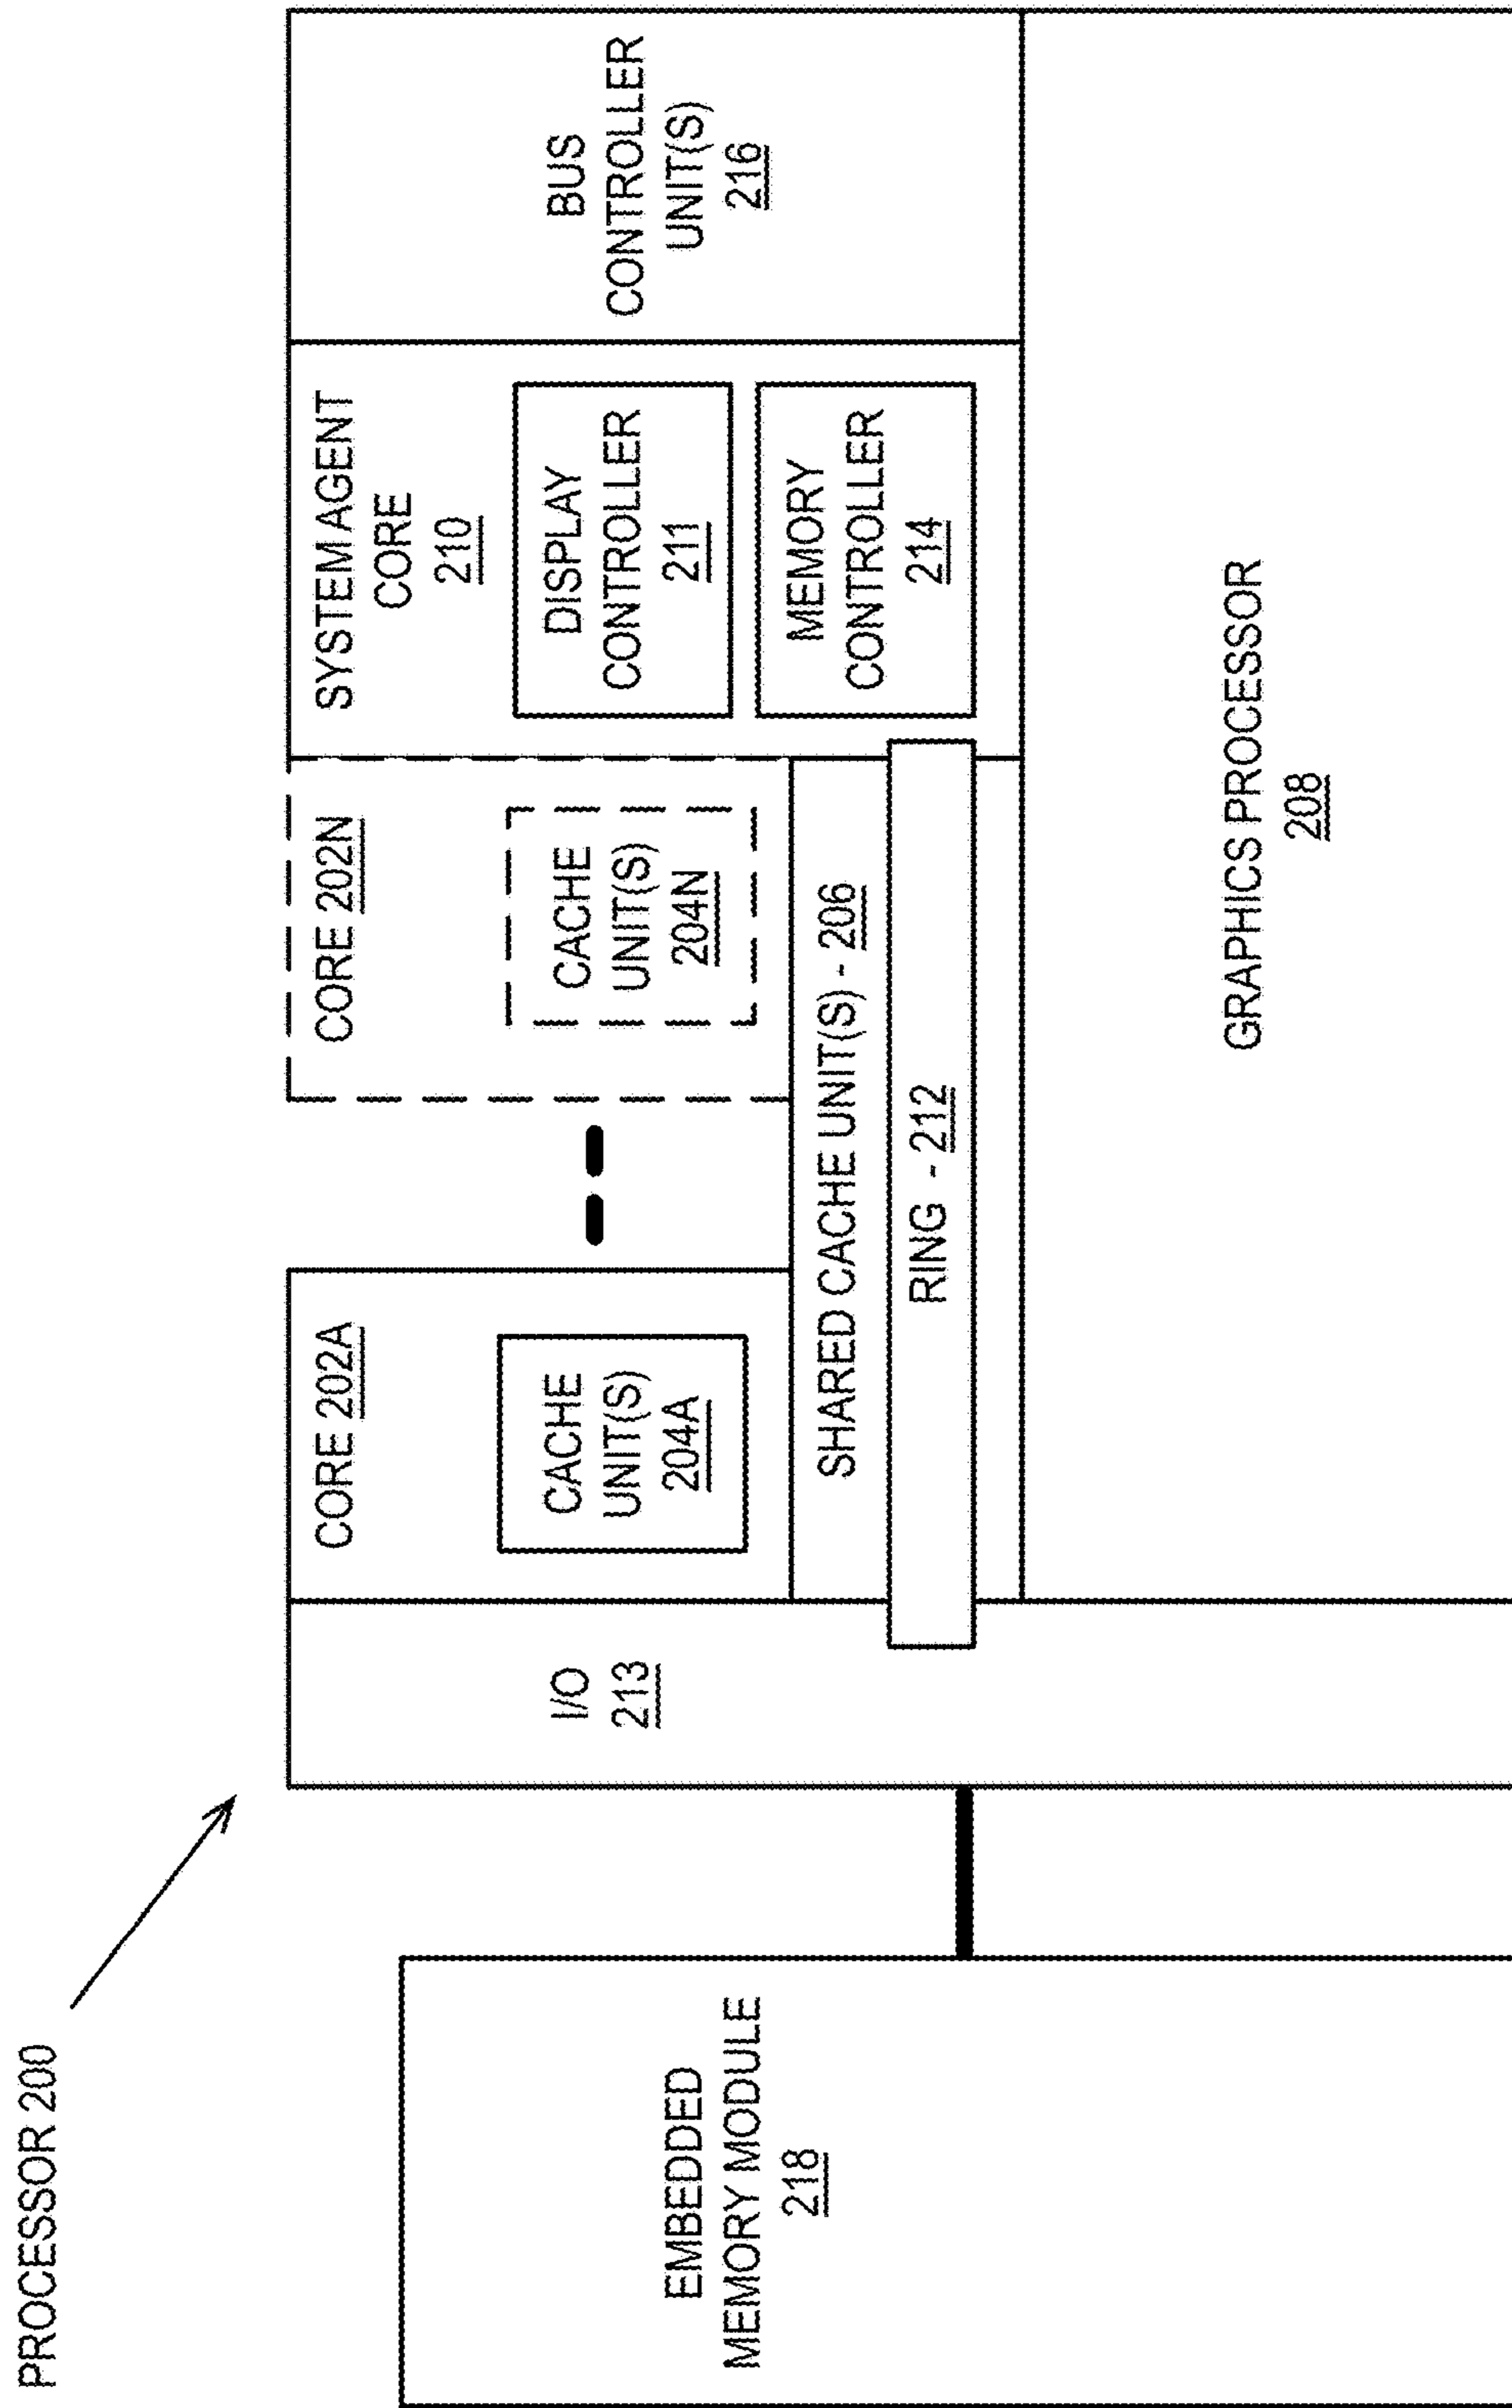 PROCESSOR 200
EMBEDDED
MEMORY MODULE
218
I/O
213
CORE 202A
CACHE
UNIT(S)
204A
CORE 202N
CACHE
UNIT(S)
204N
SHARED CACHE UNIT(S) - 206
RING - 212
SYSTEM AGENT
CORE
210
DISPLAY
CONTROLLER
211
MEMORY
CONTROLLER
214
BUS
CONTROLLER
UNIT(S)
216
GRAPHICS PROCESSOR
208